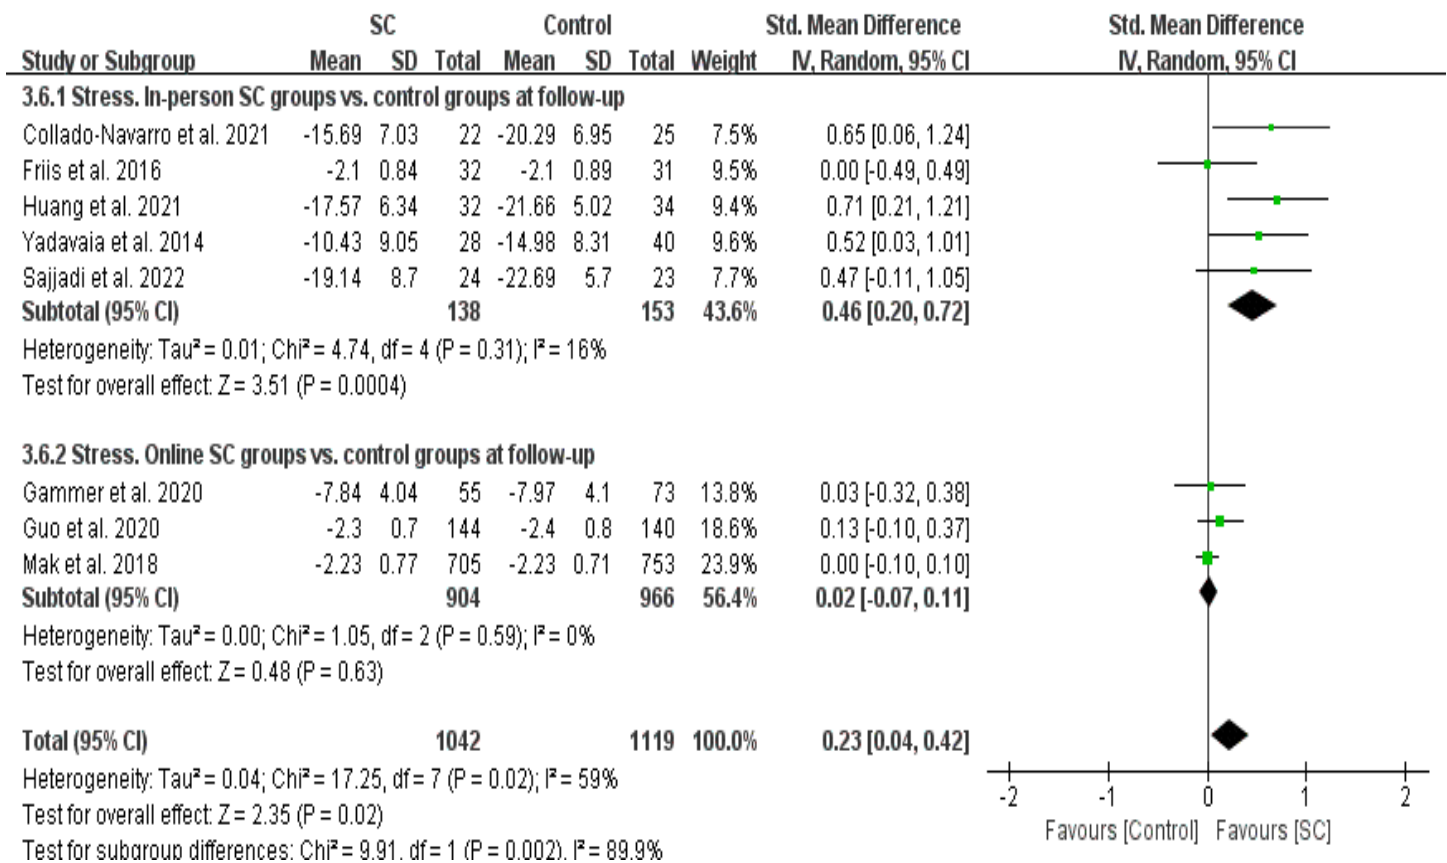 SC Control Std. Mean Difference Std. Mean Difference
Study or Subgroup Mean SD Total Mean SD Total Weight IV, Random, 95% CI IV, Random, 95% CI
3.6.1 Stress. In-person SC groups vs. control groups at follow-up
Collado-Navarro et al. 2021 -15.69 7.03 22 -20.29 6.95 25 7.5% 0.65 [0.06, 1.24]
Friis et al. 2016 -2.1 0.84 32 -2.1 0.89 31 9.5% 0.00 [-0.49, 0.49]
Huang et al. 2021 -17.57 6.34 32 -21.66 5.02 34 9.4% 0.71 [0.21, 1.21]
Yadavaia et al. 2014 -10.43 9.05 28 -14.98 8.31 40 9.6% 0.52 [0.03, 1.01]
Sajjadi et al. 2022 -19.14 8.7 24 -22.69 5.7 23 7.7% 0.47 [-0.11, 1.05]
Subtotal (95% CI) 138 153 43.6% 0.46 [0.20, 0.72]
Heterogeneity: Tau² = 0.01; Chi² = 4.74, df = 4 (P = 0.31); I² = 16%
Test for overall effect: Z = 3.51 (P = 0.0004)
3.6.2 Stress. Online SC groups vs. control groups at follow-up
Gammer et al. 2020 -7.84 4.04 55 -7.97 4.1 73 13.8% 0.03 [-0.32, 0.38]
Guo et al. 2020 -2.3 0.7 144 -2.4 0.8 140 18.6% 0.13 [-0.10, 0.37]
Mak et al. 2018 -2.23 0.77 705 -2.23 0.71 753 23.9% 0.00 [-0.10, 0.10]
Subtotal (95% CI) 904 966 56.4% 0.02 [-0.07, 0.11]
Heterogeneity: Tau² = 0.00; Chi² = 1.05, df = 2 (P = 0.59); I² = 0%
Test for overall effect: Z = 0.48 (P = 0.63)
Total (95% CI) 1042 1119 100.0% 0.23 [0.04, 0.42]
Heterogeneity: Tau² = 0.04; Chi² = 17.25, df = 7 (P = 0.02); I² = 59%
Test for overall effect: Z = 2.35 (P = 0.02)
Test for subgroup differences: Chi² = 9.91, df = 1 (P = 0.002), I² = 89.9%
-2 -1 0 1 2
Favours [Control] Favours [SC]